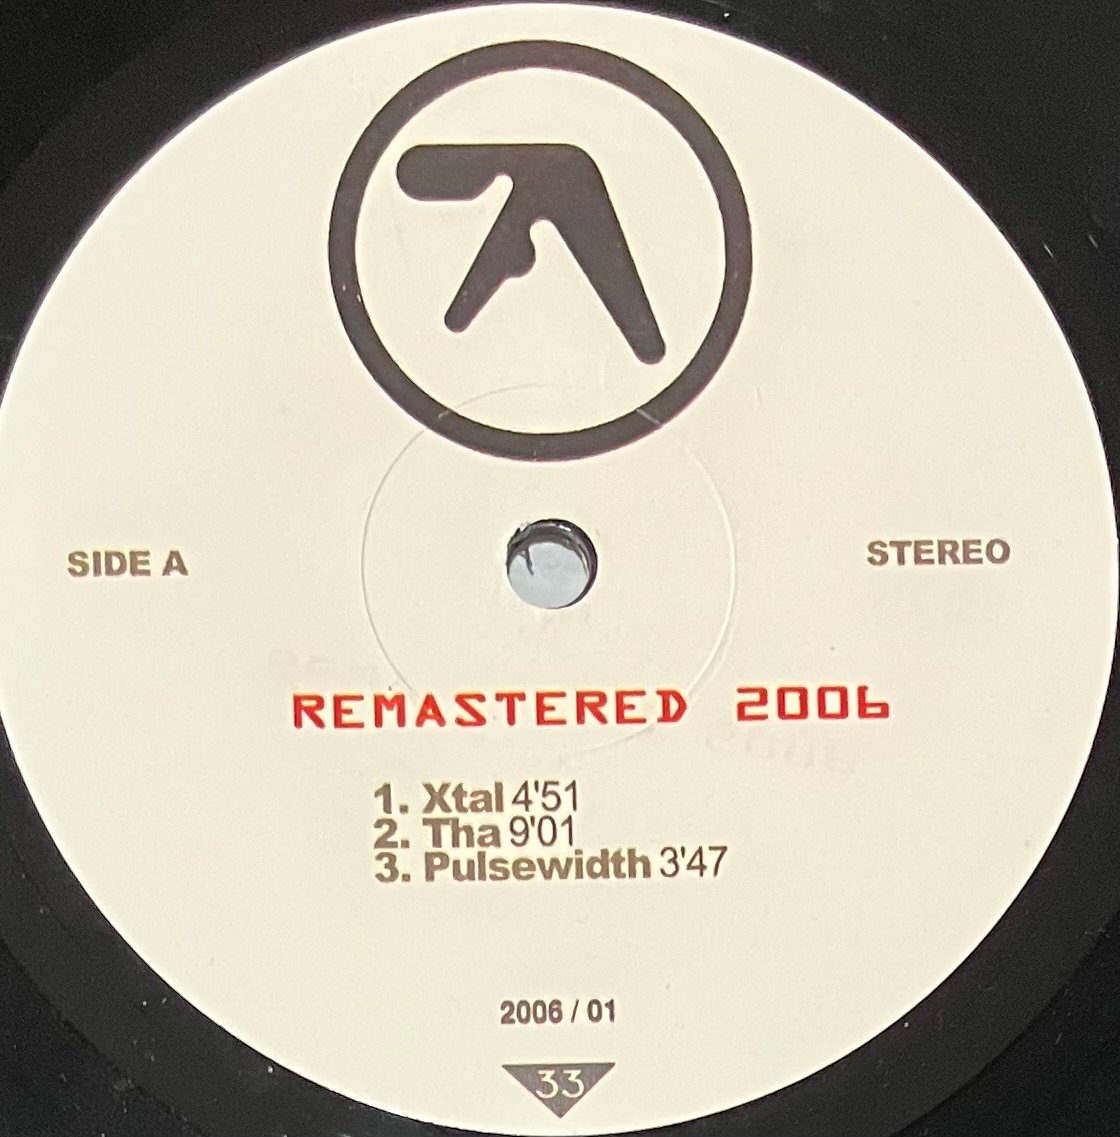 SIDE A
STEREO
REMASTERED 2006
1. Xtal 4'51
2. Tha 9'01
3. Pulsewidth 3'47
2006 / 01
33